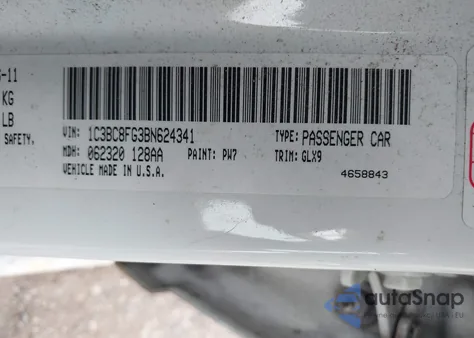 6-11
KG
LB
SAFETY,
VIN: 1C3BC8FG3BN624341
TYPE: PASSENGER CAR
MDH: 062320 128AA
PAINT: PW7
TRIM: GLX9
VEHICLE MADE IN U.S.A.
4658843
autoSnap